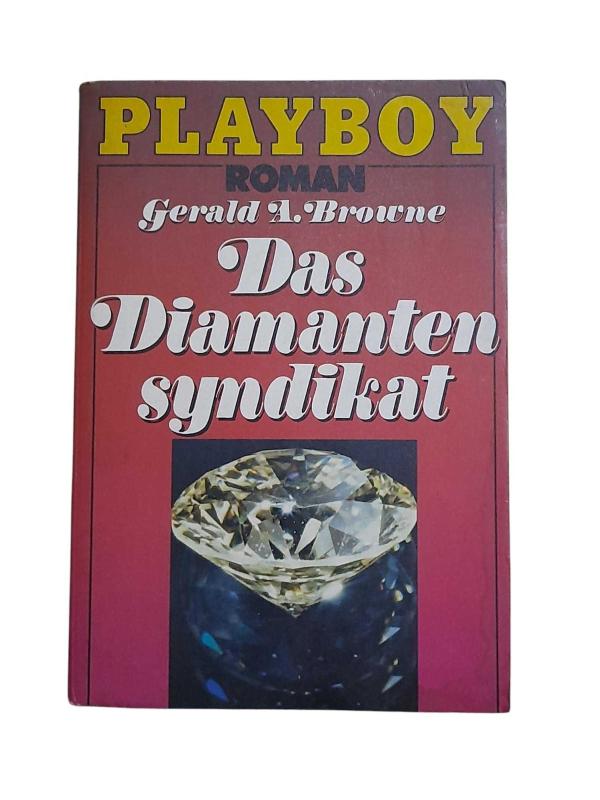 PLAYBOY
ROMAN
Gerald A. Browne
Das
Diamanten
syndikat